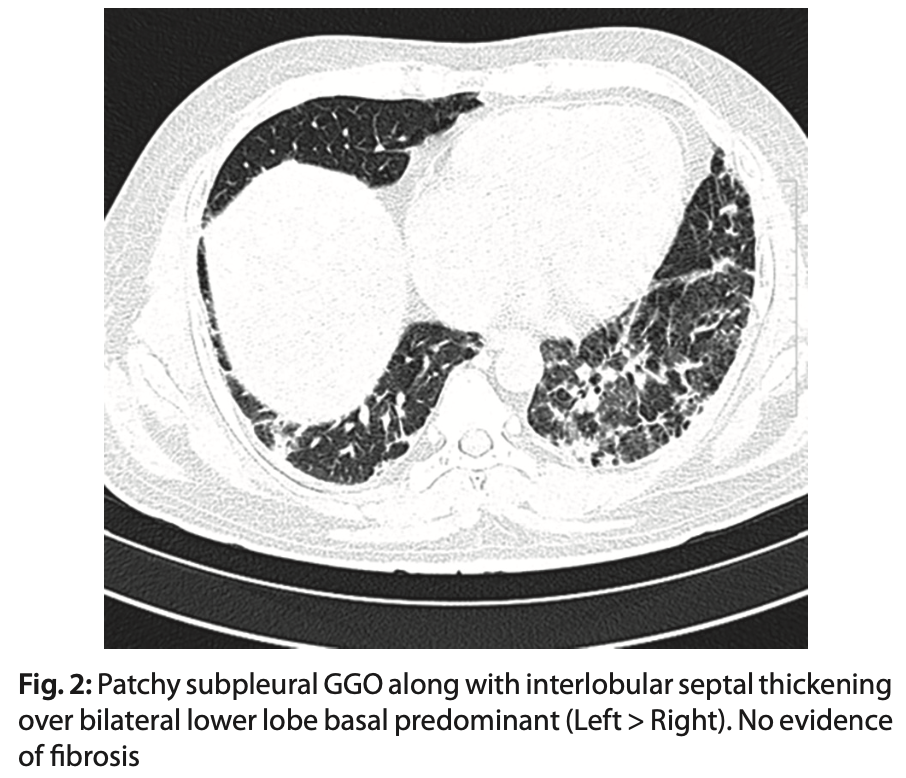 Fig. 2: Patchy subpleural GGO along with interlobular septal thickening
over bilateral lower lobe basal predominant (Left > Right). No evidence
of fibrosis